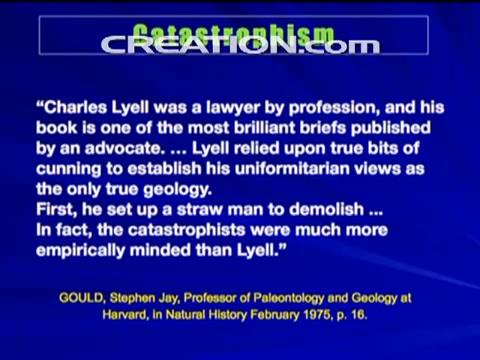 Catastrophism
CREATION.com
“Charles Lyell was a lawyer by profession, and his
book is one of the most brilliant briefs published
by an advocate. … Lyell relied upon true bits of
cunning to establish his uniformitarian views as
the only true geology.
First, he set up a straw man to demolish ...
In fact, the catastrophists were much more
empirically minded than Lyell.”
GOULD, Stephen Jay, Professor of Paleontology and Geology at
Harvard, in Natural History February 1975, p. 16.